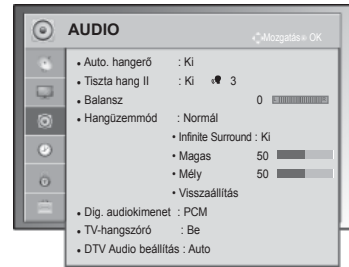 AUDIO
Mozgatás OK
• Auto. hangerő : Ki
• Tiszta hang II : Ki 3
• Balansz 0
• Hangüzemmód : Normál
• Infinite Surround : Ki
• Magas 50
• Mély 50
• Visszaállítás
• Dig. audiokimenet : PCM
• TV-hangszóró : Be
• DTV Audio beállítás : Auto